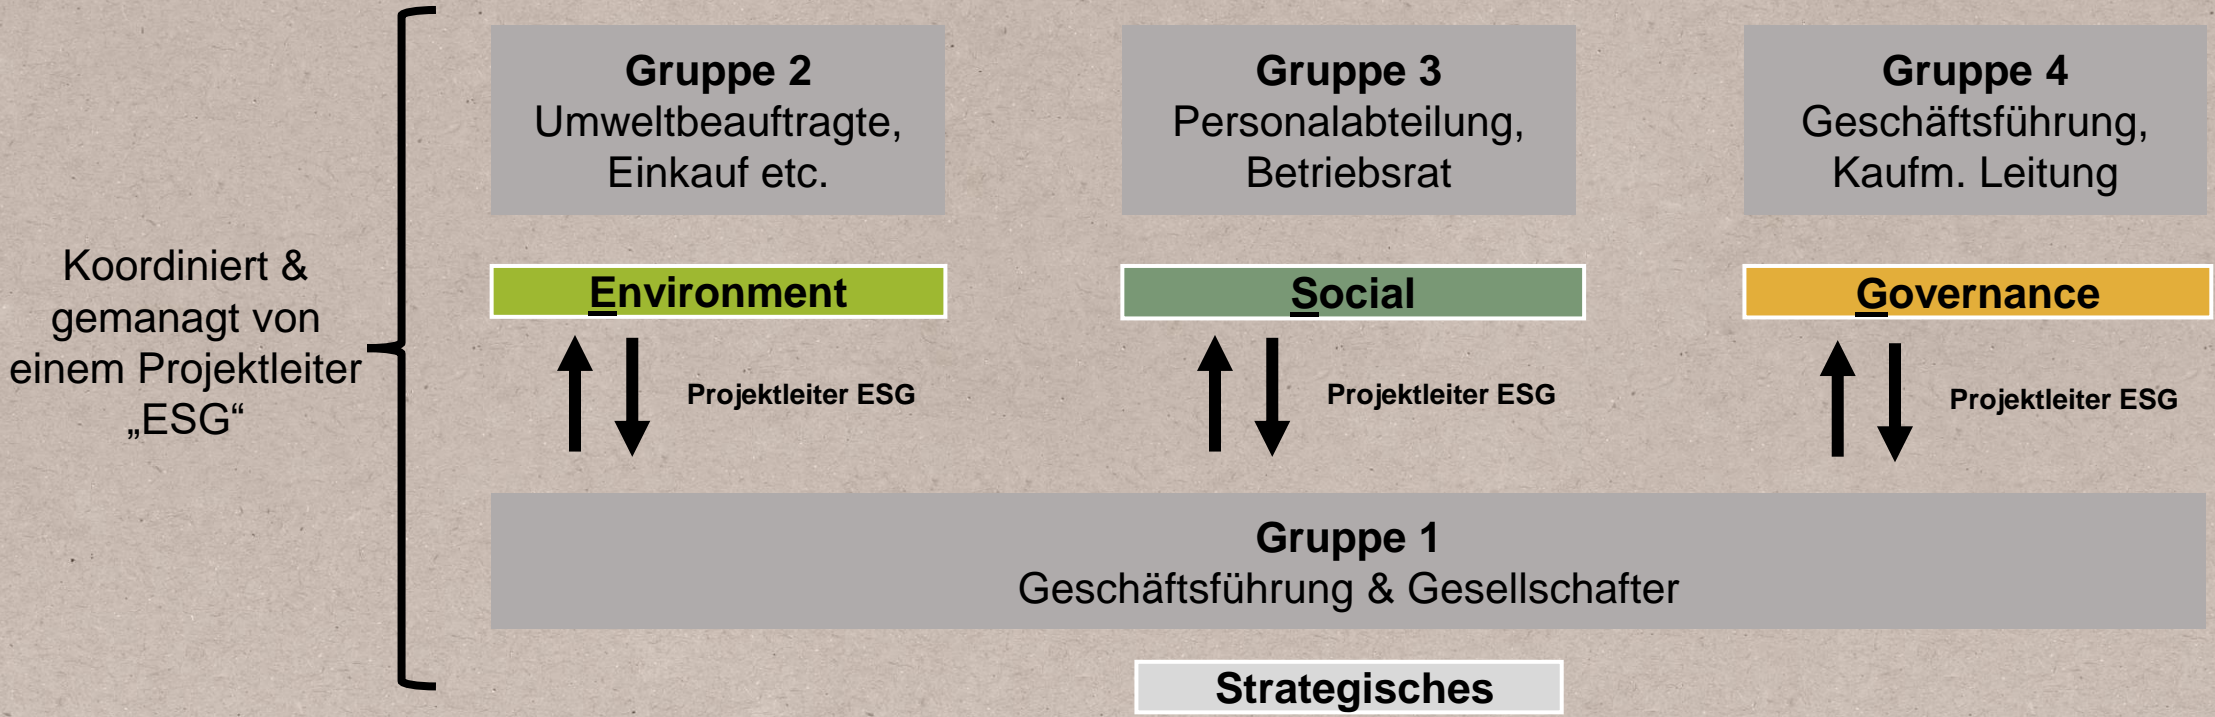 Koordiniert &
gemanagt von
einem Projektleiter
„ESG“
Gruppe 2
Umweltbeauftragte,
Einkauf etc.
Environment
Projektleiter ESG
Gruppe 3
Personalabteilung,
Betriebsrat
Social
Projektleiter ESG
Gruppe 4
Geschäftsführung,
Kaufm. Leitung
Governance
Projektleiter ESG
Gruppe 1
Geschäftsführung & Gesellschafter
Strategisches